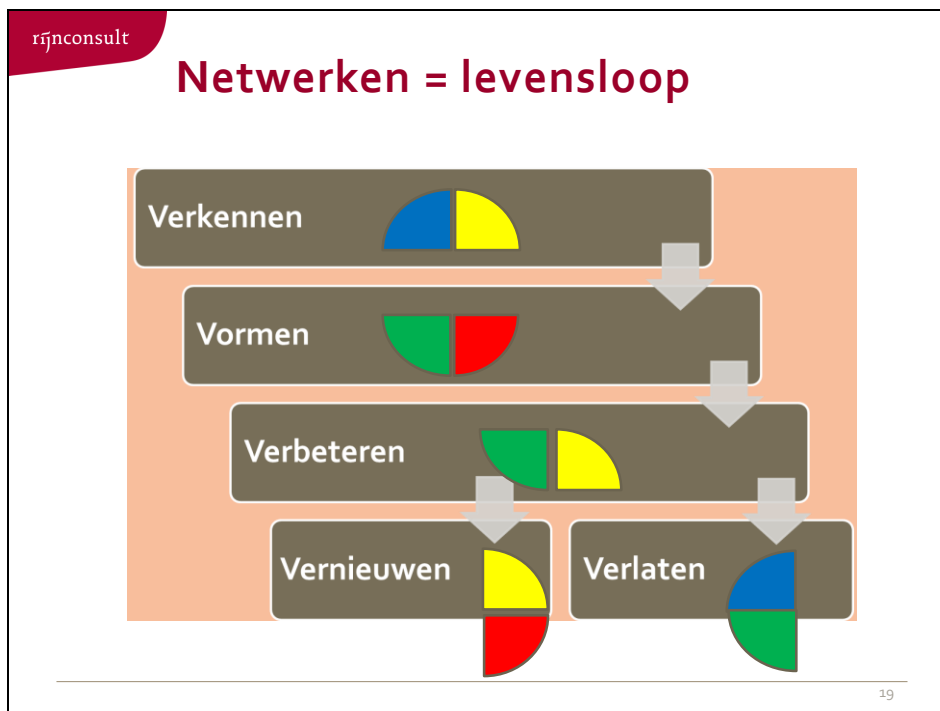 rijnconsult
Netwerken = levensloop
Verkennen
Vormen
Verbeteren
Vernieuwen
Verlaten
19